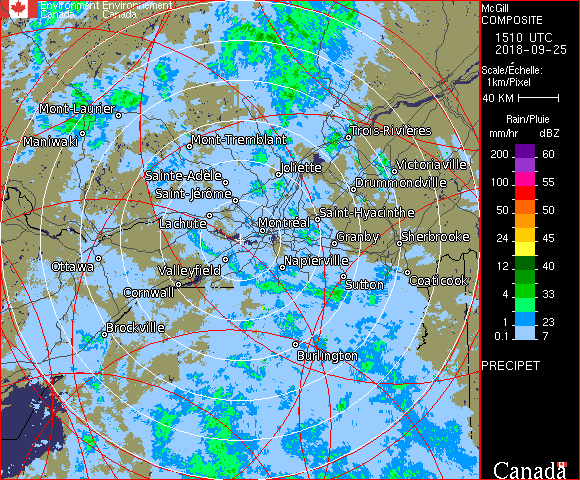 Environment Environnement
Canada Canada
Mont-Laurier
Maniwaki
Mont-Tremblant
Trois-Rivières
Joliette
Victoriaville
Sainte-Adèle
Drummondville
Saint-Jérôme
Saint-Hyacinthe
Lachute
Montréal
Granby
Sherbrooke
Ottawa
Valleyfield
Napierville
Coaticook
Cornwall
Sutton
Brockville
Burlington
McGill
COMPOSITE
1510 UTC
2018-09-25
Scale/Échelle:
1km/Pixel
40 KM
Rain/Pluie
mm/hr dBZ
200 60
150 57
100 55
50 50
24 45
12 40
4 33
1 23
0.1 7
PRECIPET
Canada